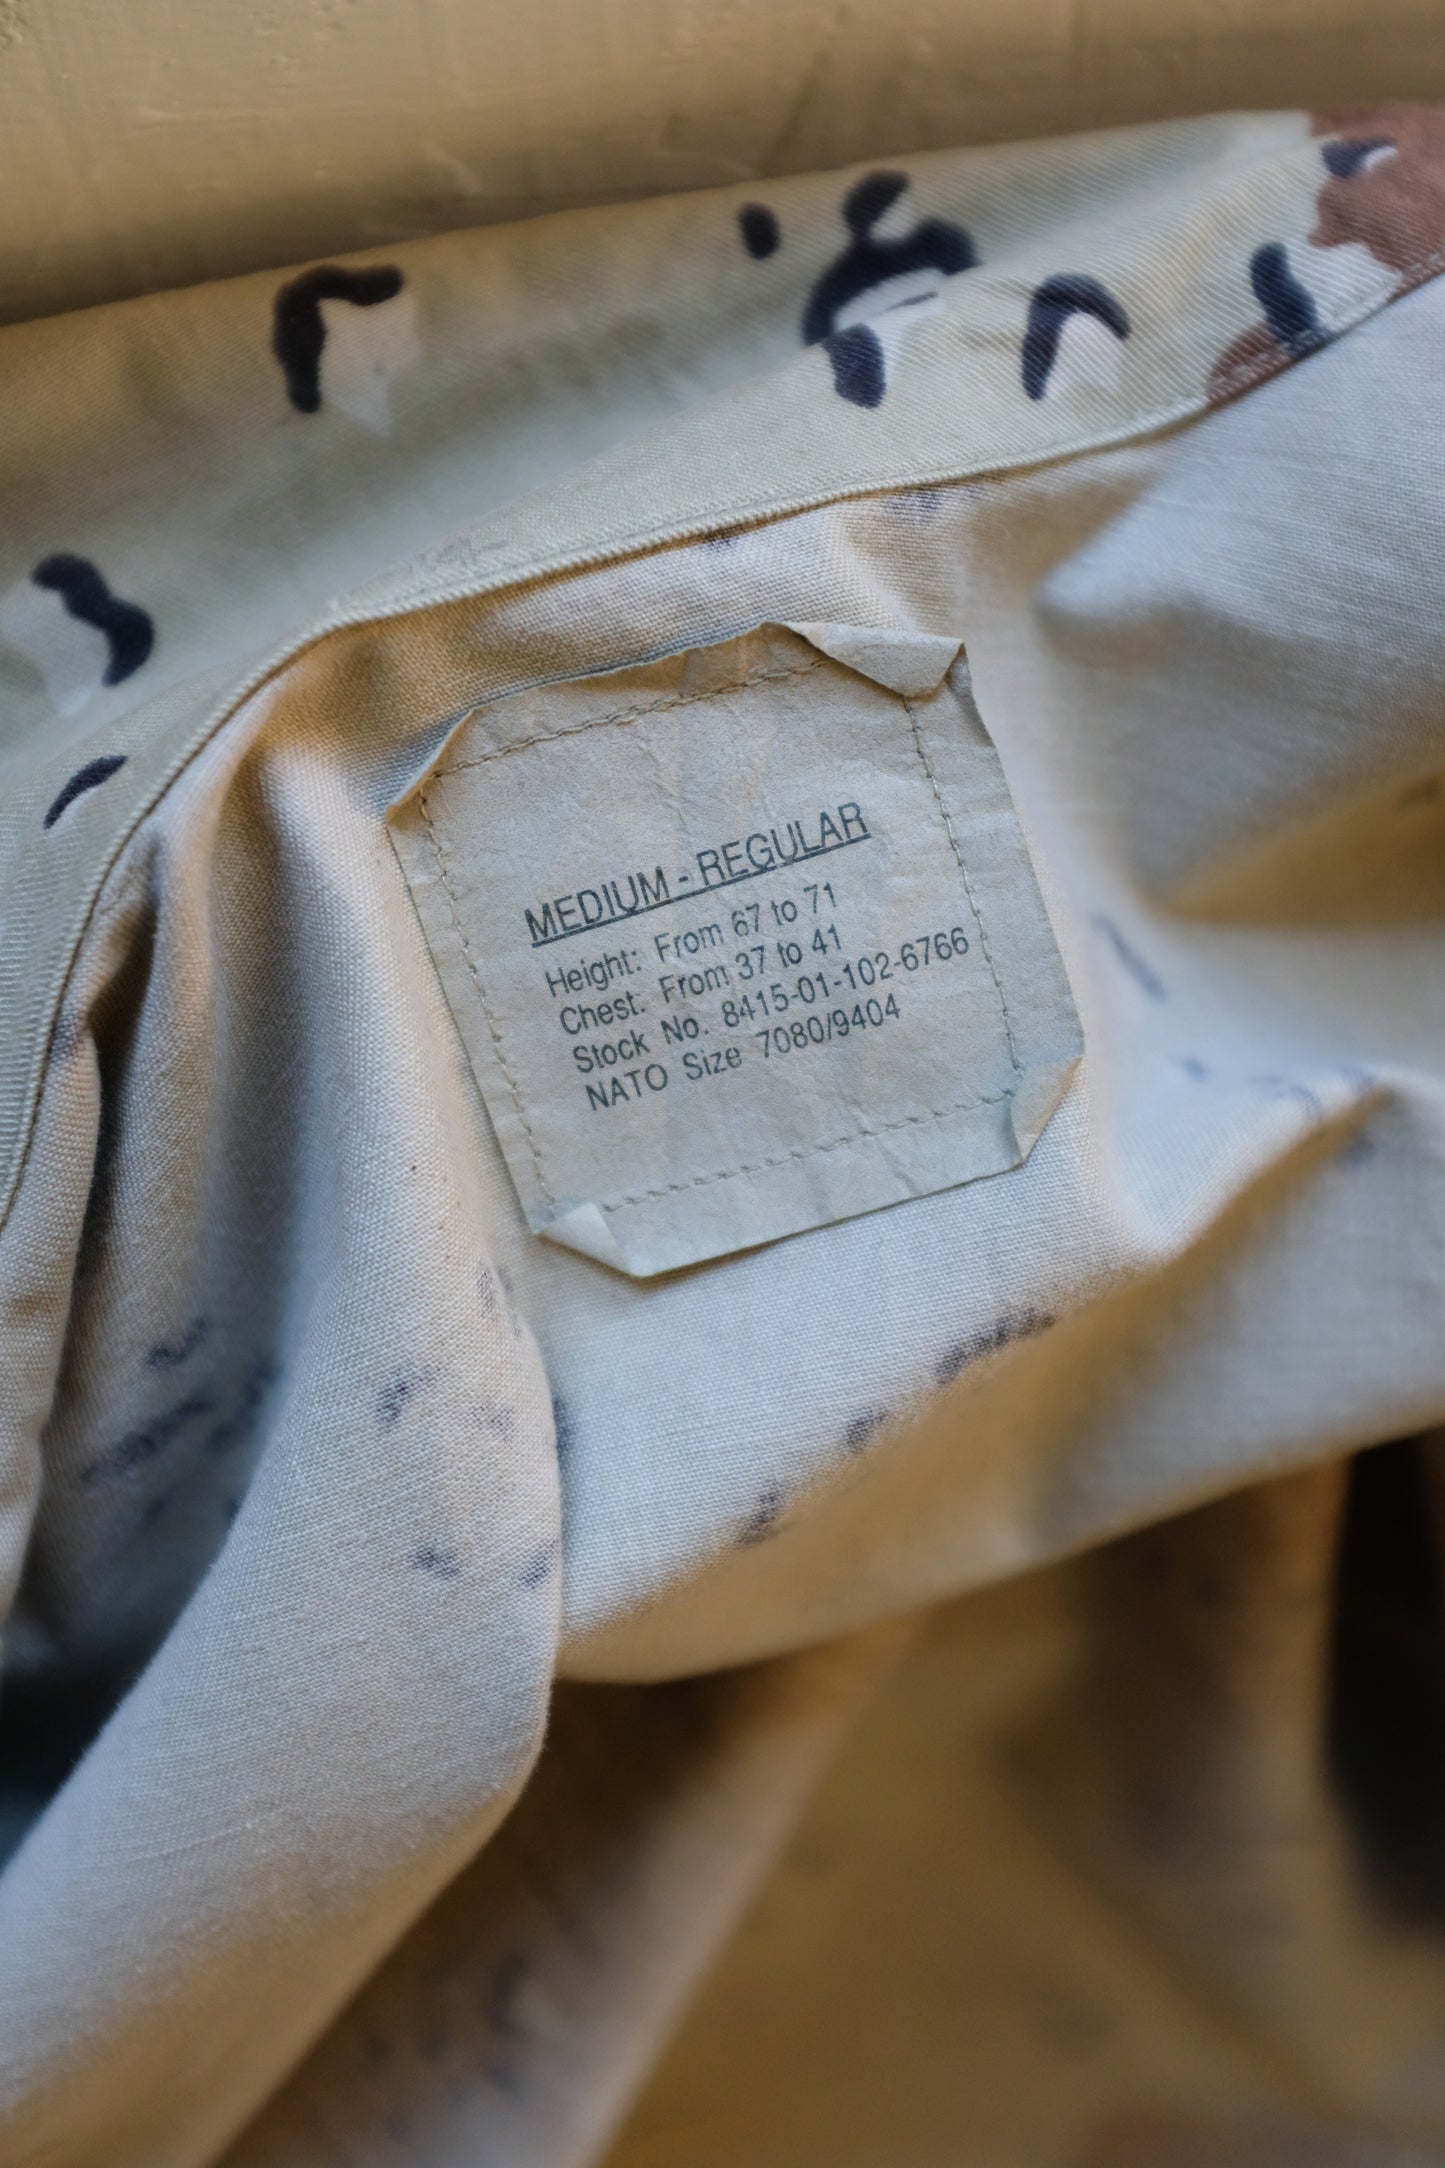 MEDIUM - REGULAR
Height: From 67 to 71
Chest: From 37 to 41
Stock No. 8415-01-102-6766
NATO Size 7080/9404